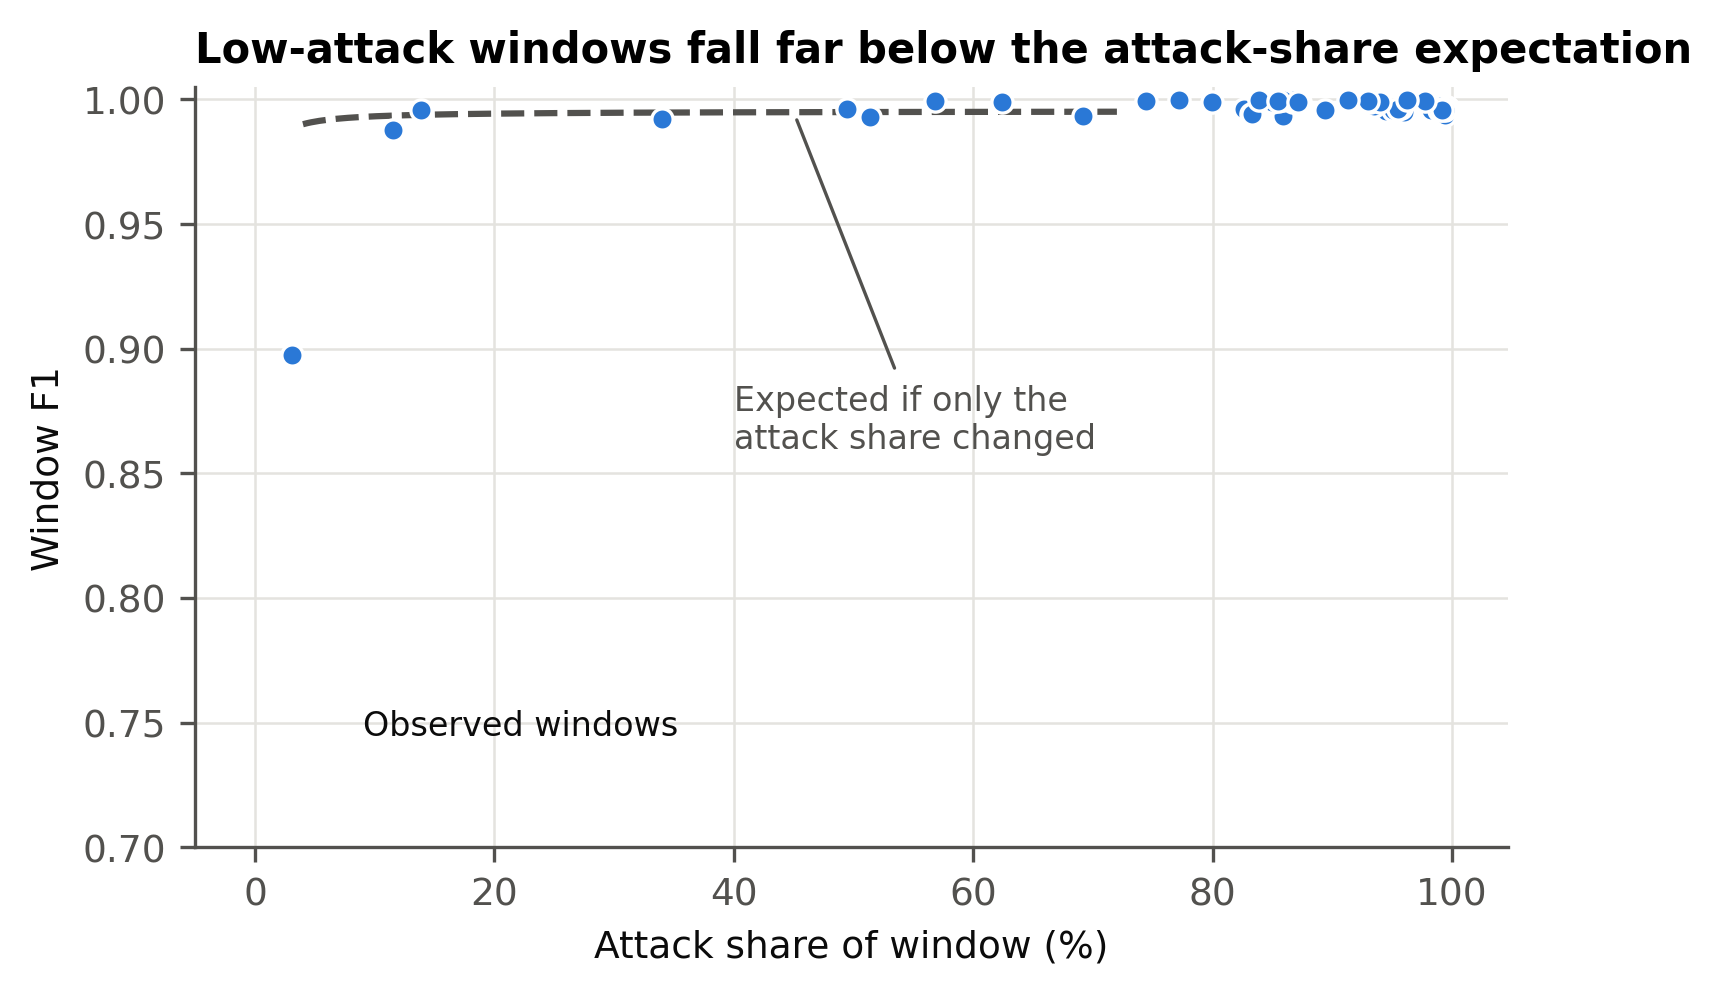 Low-attack windows fall far below the attack-share expectation
1.00
0.95
0.90
0.85
0.80
0.75
0.70
Window F1
Expected if only the
attack share changed
Observed windows
0
20
40
60
80
100
Attack share of window (%)